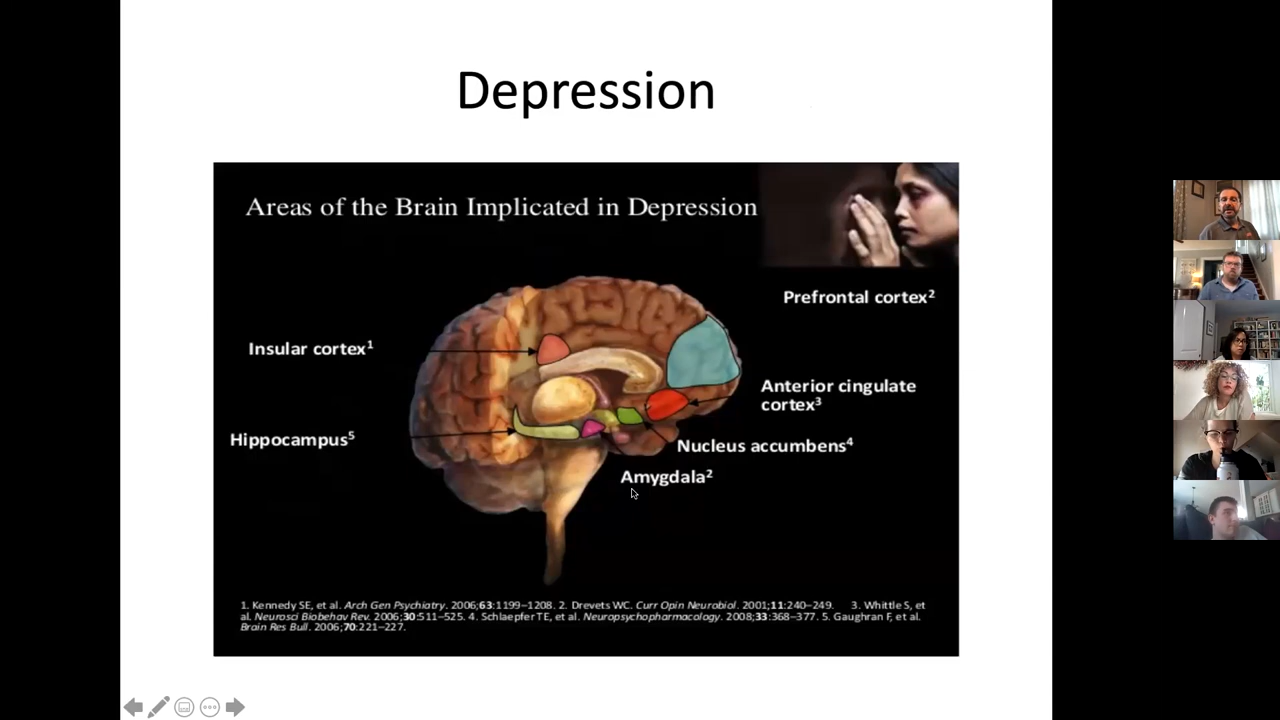 Depression
Areas of the Brain Implicated in Depression
Prefrontal cortex²
Insular cortex¹
Anterior cingulate
cortex³
Hippocampus⁵
Nucleus accumbens⁴
Amygdala²
1. Kennedy SE, et al. Arch Gen Psychiatry. 2006;63:1199–1208. 2. Drevets WC. Curr Opin Neurobiol. 2001;11:240–249. 3. Whittle S, et
al. Neurosci Biobehav Rev. 2006;30:511–525. 4. Schlaepfer TE, et al. Neuropsychopharmacology. 2008;33:368–377. 5. Gaughran F, et al.
Brain Res Bull. 2006;70:221–227.